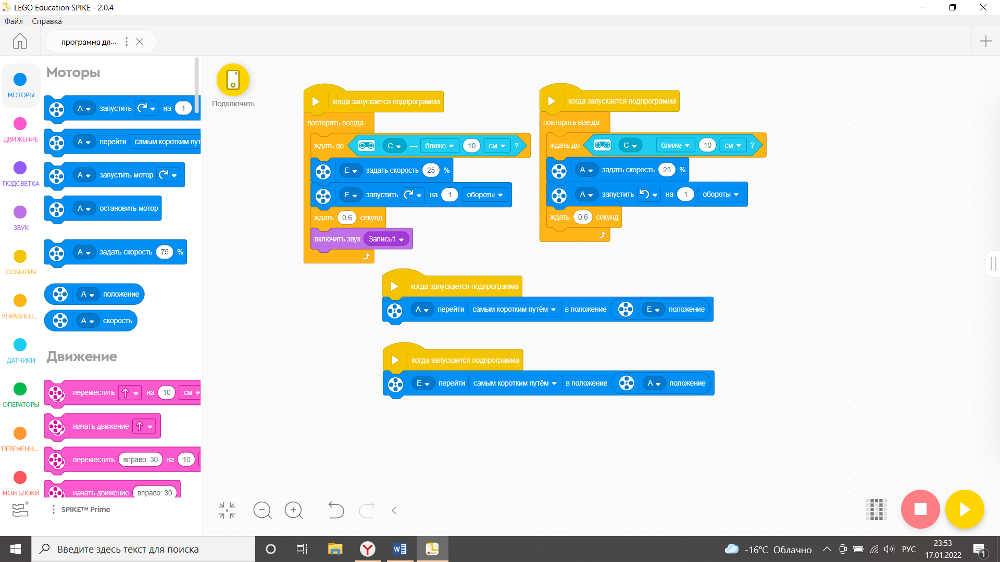 LEGO Education SPIKE - 2.0.4
Файл Справка
программа дл...
Моторы
МОТОРЫ
ДВИЖЕНИЕ
ПОДСВЕТКА
ЗВУК
СОБЫТИЯ
УПРАВЛЕН...
ДАТЧИКИ
ОПЕРАТОРЫ
ПЕРЕМЕНН...
МОИ БЛОКИ
A запустить на 1
A перейти самым коротким пут
A запустить мотор
A остановить мотор
A задать скорость 75 %
A положение
A скорость
Движение
переместить на 10 см
начать движение
переместить вправо: 30 на 10
начать движение вправо: 30
SPIKE™ Prime
Подключить
когда запускается подпрограмма
повторять всегда
ждать до C — ближе 10 см ?
E задать скорость 25 %
E запустить на 1 обороты
ждать 0.6 секунд
включить звук Запись1
когда запускается подпрограмма
повторять всегда
ждать до C — ближе 10 см ?
A задать скорость 25 %
A запустить на 1 обороты
ждать 0.6 секунд
когда запускается подпрограмма
A перейти самым коротким путём в положение E положение
когда запускается подпрограмма
E перейти самым коротким путём в положение A положение
Введите здесь текст для поиска
-16°C Облачно
РУС
23:53
17.01.2022
1